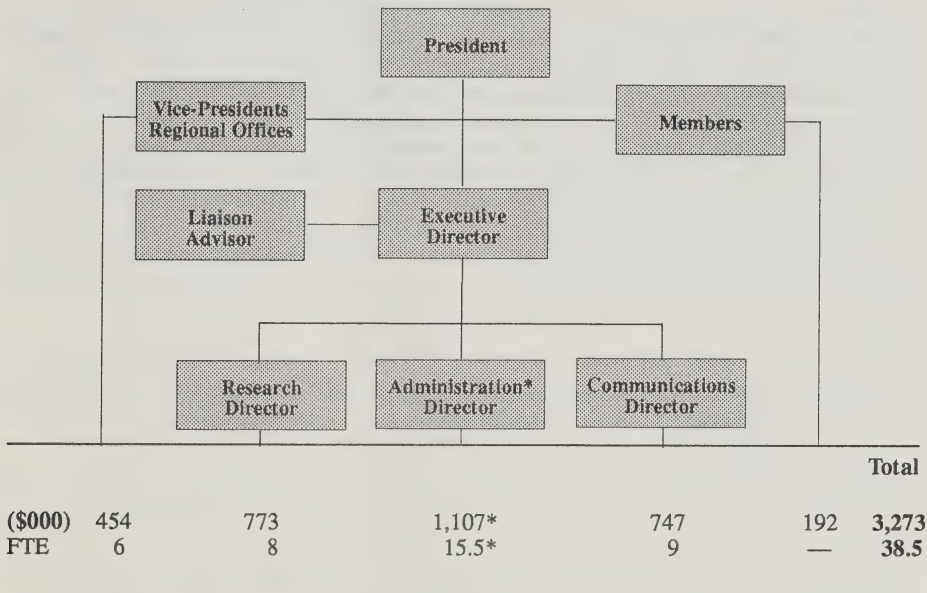 President
Vice-Presidents
Regional Offices
Members
Liaison
Advisor
Executive
Director
Research
Director
Administration*
Director
Communications
Director
Total
($000) 454 773 1,107* 747 192 3,273
FTE 6 8 15.5* 9 — 38.5